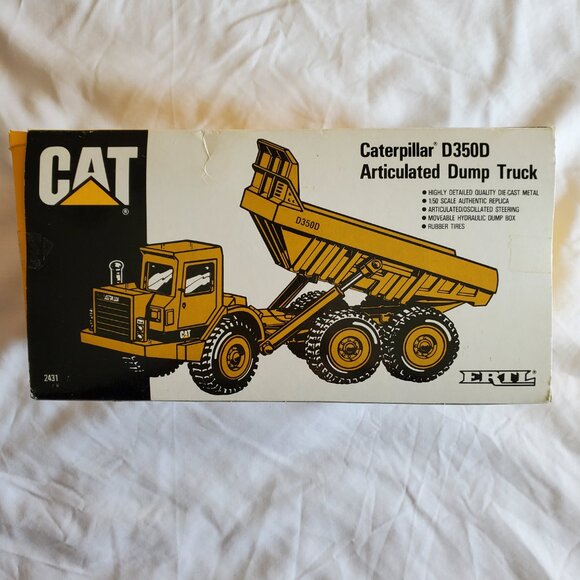 CAT®
Caterpillar® D350D
Articulated Dump Truck
● HIGHLY DETAILED QUALITY DIE-CAST METAL
● 1:50 SCALE AUTHENTIC REPLICA
● ARTICULATED/OSCILLATED STEERING
● MOVEABLE HYDRAULIC DUMP BOX
● RUBBER TIRES
D350D
CAT
2431
ERTL®